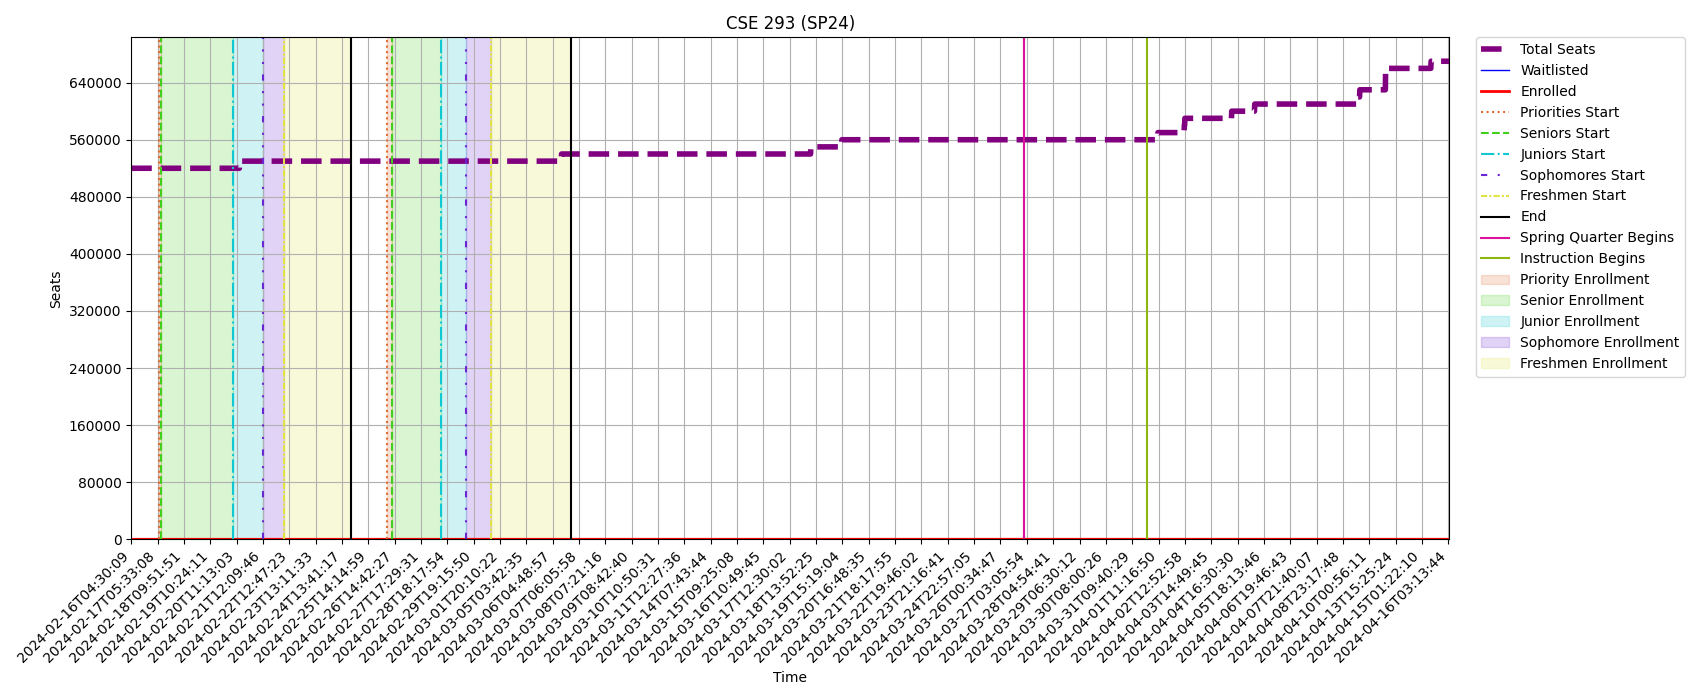 CSE 293 (SP24)
Seats
640000
560000
480000
400000
320000
240000
160000
80000
0
2024-02-16T04:30:09
2024-02-17T05:33:08
2024-02-18T09:51:51
2024-02-19T10:24:11
2024-02-20T11:13:03
2024-02-21T12:09:46
2024-02-22T12:47:23
2024-02-23T13:11:33
2024-02-24T13:41:17
2024-02-25T14:14:59
2024-02-26T14:42:27
2024-02-27T17:29:31
2024-02-28T18:17:54
2024-02-29T19:15:50
2024-03-01T20:10:22
2024-03-05T03:42:35
2024-03-06T04:48:57
2024-03-07T06:05:58
2024-03-08T07:21:16
2024-03-09T08:42:40
2024-03-10T10:50:31
2024-03-11T12:27:36
2024-03-14T07:43:44
2024-03-15T09:25:08
2024-03-16T10:49:45
2024-03-17T12:30:02
2024-03-18T13:52:25
2024-03-19T15:19:04
2024-03-20T16:48:35
2024-03-21T18:17:55
2024-03-22T19:46:02
2024-03-23T21:16:41
2024-03-24T22:57:05
2024-03-26T00:34:47
2024-03-27T03:05:54
2024-03-28T04:54:41
2024-03-29T06:30:12
2024-03-30T08:00:26
2024-03-31T09:40:29
2024-04-01T11:16:50
2024-04-02T12:52:58
2024-04-03T14:49:45
2024-04-04T16:30:30
2024-04-05T18:13:46
2024-04-06T19:46:43
2024-04-07T21:40:07
2024-04-08T23:17:48
2024-04-10T00:56:11
2024-04-13T15:25:24
2024-04-15T01:22:10
2024-04-16T03:13:44
Time
Total Seats
Waitlisted
Enrolled
Priorities Start
Seniors Start
Juniors Start
Sophomores Start
Freshmen Start
End
Spring Quarter Begins
Instruction Begins
Priority Enrollment
Senior Enrollment
Junior Enrollment
Sophomore Enrollment
Freshmen Enrollment